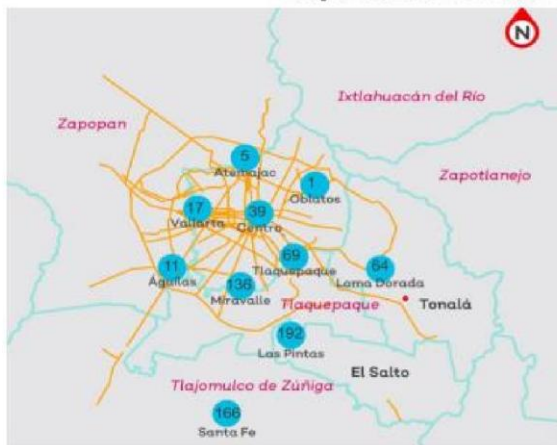 N
Ixtlahuacán del Río
Zapopan
5
Atemajac
Zapotlanejo
1
Oblatos
17
Vallarta
39
Centro
69
Tlaquepaque
64
Loma Dorada
11
Águilas
136
Miravalle
Tlaquepaque
Tonalá
192
Las Pintas
El Salto
Tlajomulco de Zúñiga
166
Santa Fe